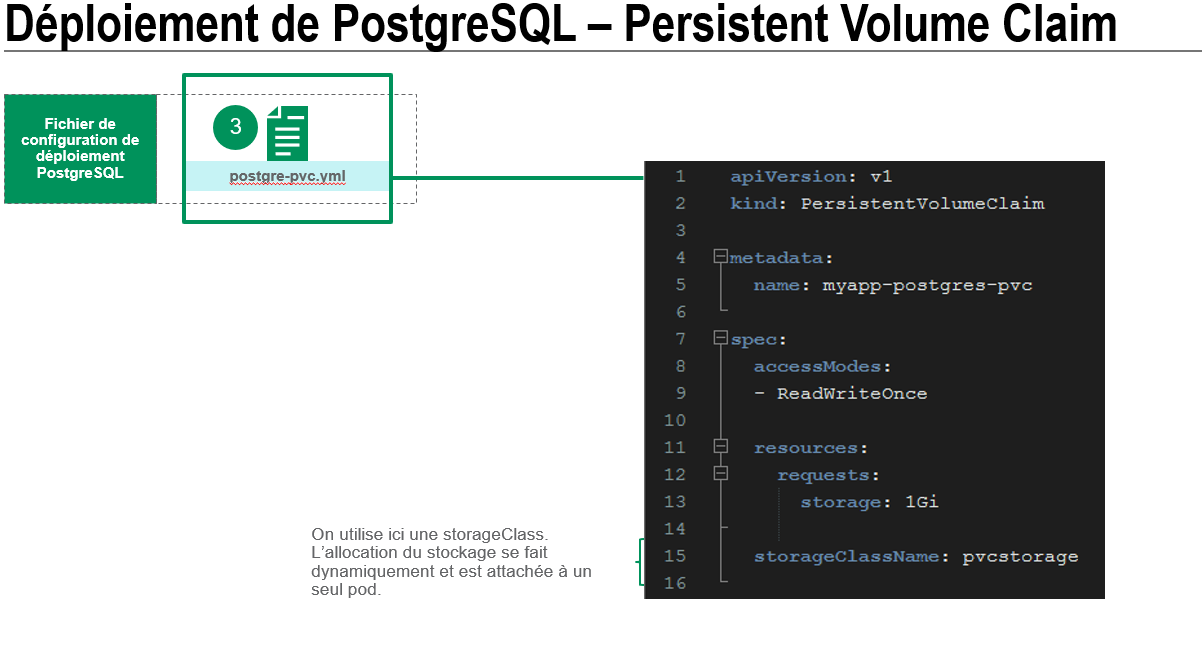 Déploiement de PostgreSQL – Persistent Volume Claim
Fichier de
configuration de
déploiement
PostgreSQL
3
postgre-pvc.yml
1 apiVersion: v1
2 kind: PersistentVolumeClaim
3
4 metadata:
5 name: myapp-postgres-pvc
6
7 spec:
8 accessModes:
9 - ReadWriteOnce
10
11 resources:
12 requests:
13 storage: 1Gi
14
15 storageClassName: pvcstorage
16
On utilise ici une storageClass.
L’allocation du stockage se fait
dynamiquement et est attachée à un
seul pod.